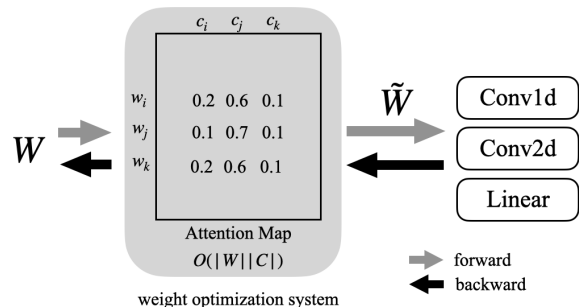 c_i c_j c_k
w_i 0.2 0.6 0.1
w_j 0.1 0.7 0.1
w_k 0.2 0.6 0.1
W
W̃
Conv1d
Conv2d
Linear
Attention Map
O(|W||C|)
forward
backward
weight optimization system